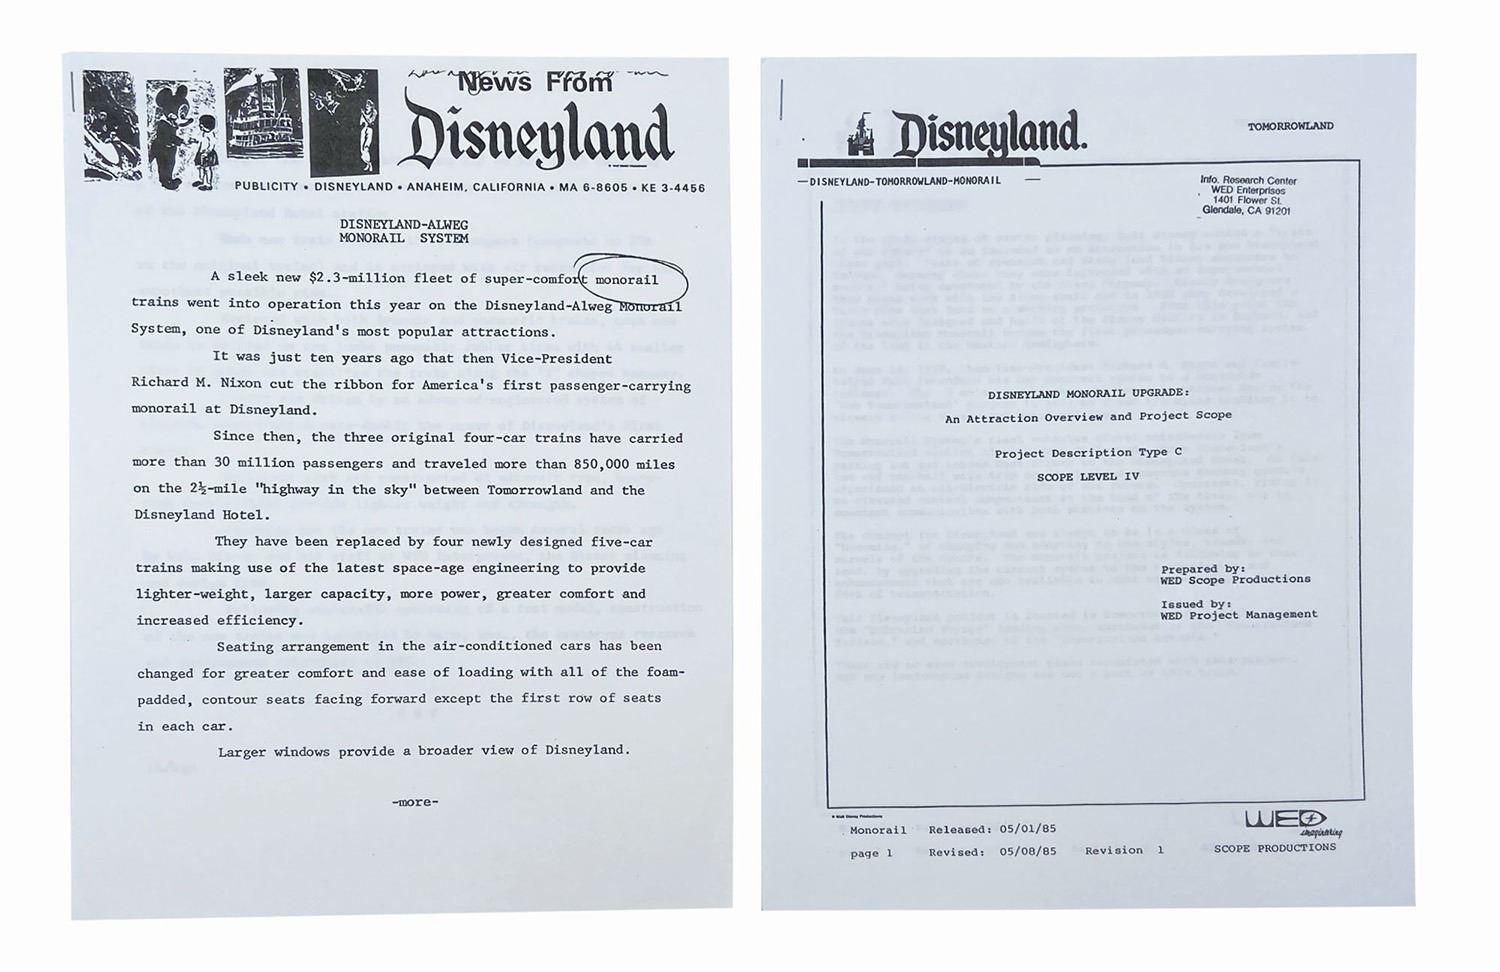 News From
Disneyland
PUBLICITY • DISNEYLAND • ANAHEIM, CALIFORNIA • MA 6-8605 • KE 3-4456
DISNEYLAND-ALWEG
MONORAIL SYSTEM
A sleek new $2.3-million fleet of super-comfort monorail
trains went into operation this year on the Disneyland-Alweg Monorail
System, one of Disneyland's most popular attractions.
It was just ten years ago that then Vice-President
Richard M. Nixon cut the ribbon for America's first passenger-carrying
monorail at Disneyland.
Since then, the three original four-car trains have carried
more than 30 million passengers and traveled more than 850,000 miles
on the 2½-mile "highway in the sky" between Tomorrowland and the
Disneyland Hotel.
They have been replaced by four newly designed five-car
trains making use of the latest space-age engineering to provide
lighter-weight, larger capacity, more power, greater comfort and
increased efficiency.
Seating arrangement in the air-conditioned cars has been
changed for greater comfort and ease of loading with all of the foam-
padded, contour seats facing forward except the first row of seats
in each car.
Larger windows provide a broader view of Disneyland.
-more-
Disneyland.
TOMORROWLAND
—DISNEYLAND-TOMORROWLAND-MONORAIL —
Info. Research Center
WED Enterprises
1401 Flower St.
Glendale, CA 91201
DISNEYLAND MONORAIL UPGRADE:
An Attraction Overview and Project Scope
Project Description Type C
SCOPE LEVEL IV
Prepared by:
WED Scope Productions
Issued by:
WED Project Management
© Walt Disney Productions
Monorail Released: 05/01/85
page 1 Revised: 05/08/85 Revision 1
WED
imagineering
SCOPE PRODUCTIONS